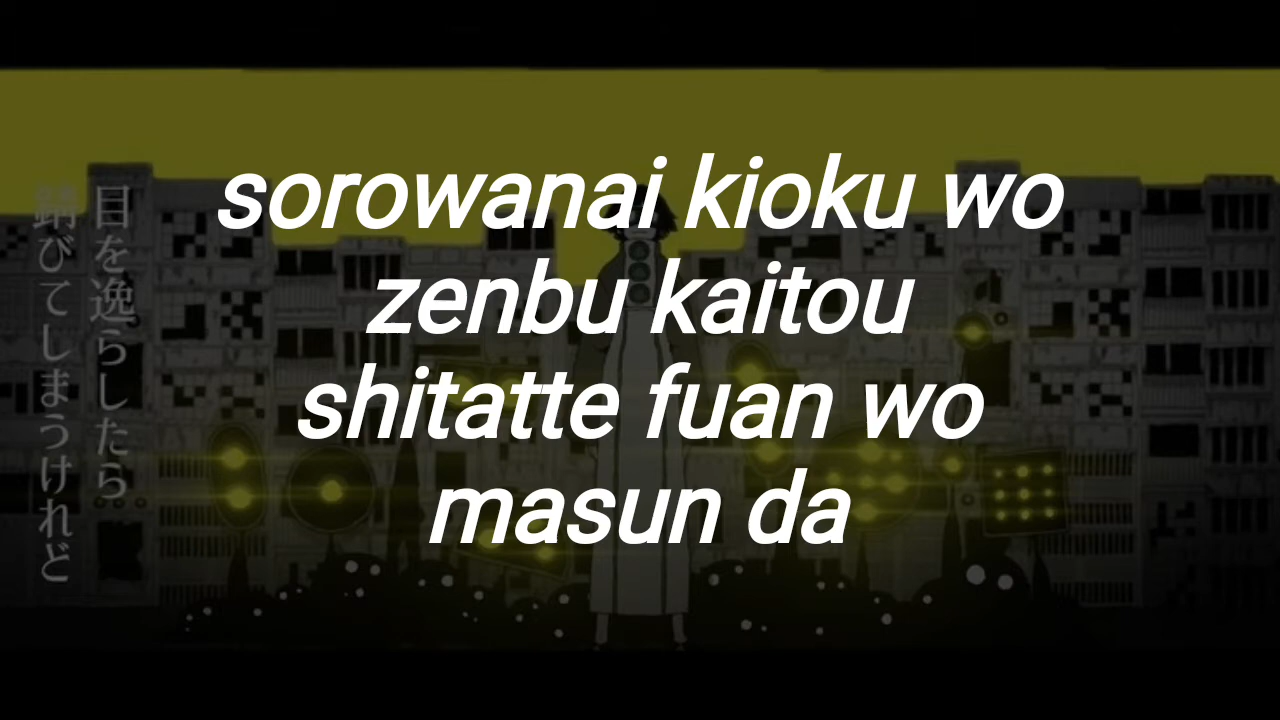 sorowanai kioku wo
zenbu kaitou
shitatte fuan wo
masun da
目を逸らしたら
錆びてしまうけれど